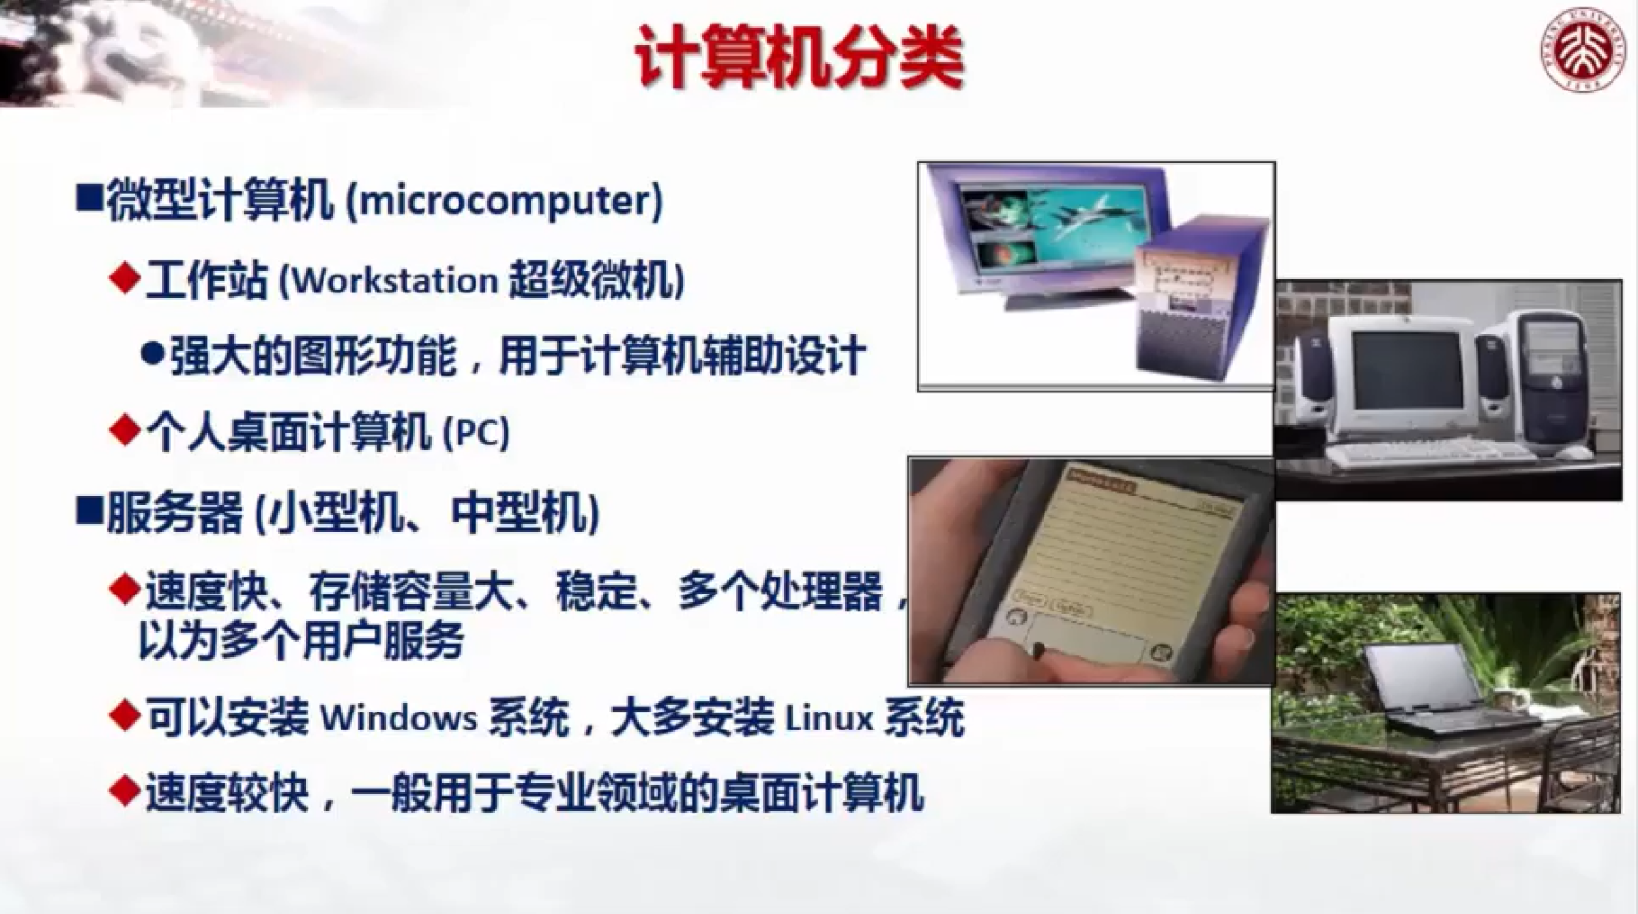 计算机分类
PEKING UNIVERSITY
1898
■微型计算机 (microcomputer)
◆工作站 (Workstation 超级微机)
●强大的图形功能，用于计算机辅助设计
◆个人桌面计算机 (PC)
■服务器 (小型机、中型机)
◆速度快、存储容量大、稳定、多个处理器，
以为多个用户服务
◆可以安装 Windows 系统，大多安装 Linux 系统
◆速度较快，一般用于专业领域的桌面计算机